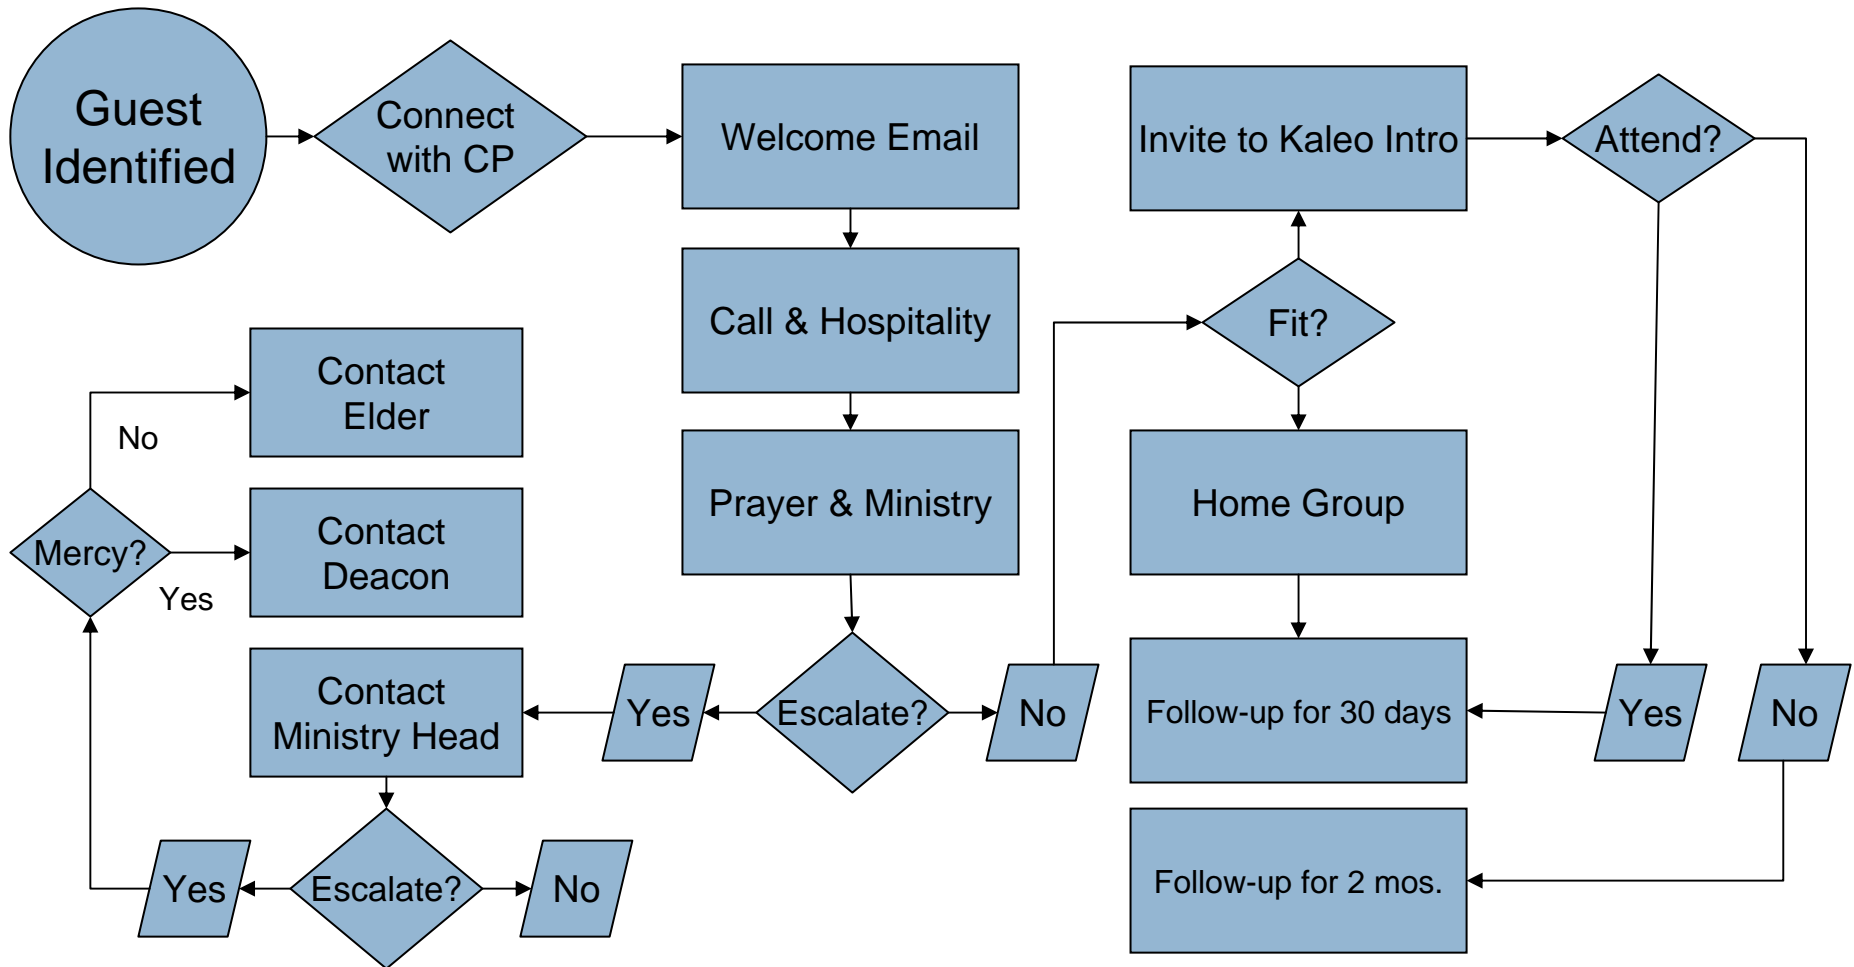 Guest
Identified
Connect
with CP
Welcome Email
Invite to Kaleo Intro
Attend?
Call & Hospitality
Fit?
Contact
Elder
No
Prayer & Ministry
Home Group
Mercy?
Contact
Deacon
Yes
Contact
Ministry Head
Yes
Escalate?
No
Follow-up for 30 days
Yes
No
Yes
Escalate?
No
Follow-up for 2 mos.